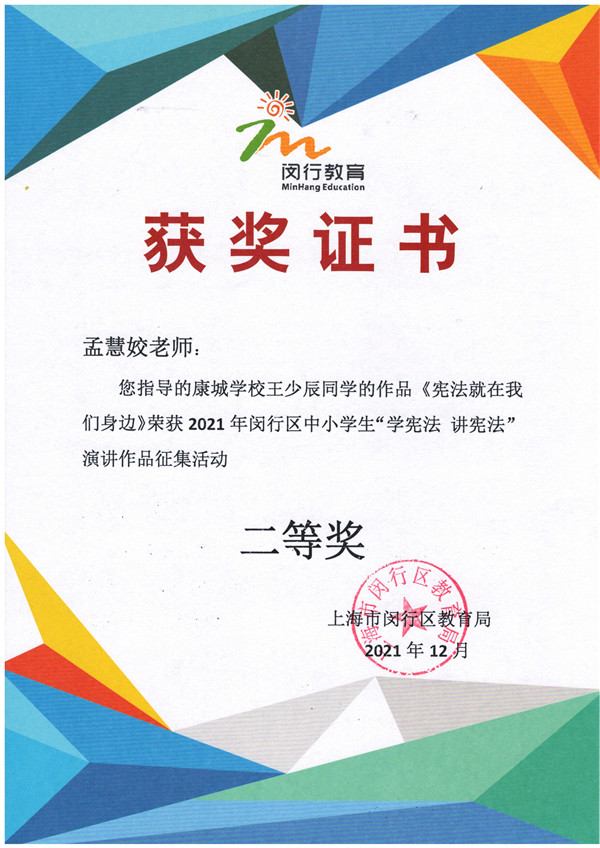 闵行教育
MinHang Education
获奖证书
孟慧姣老师:
您指导的康城学校王少辰同学的作品《宪法就在我
们身边》荣获 2021 年闵行区中小学生“学宪法 讲宪法”
演讲作品征集活动
二等奖
上海市闵行区教育局
上海市闵行区教育局
2021 年 12 月